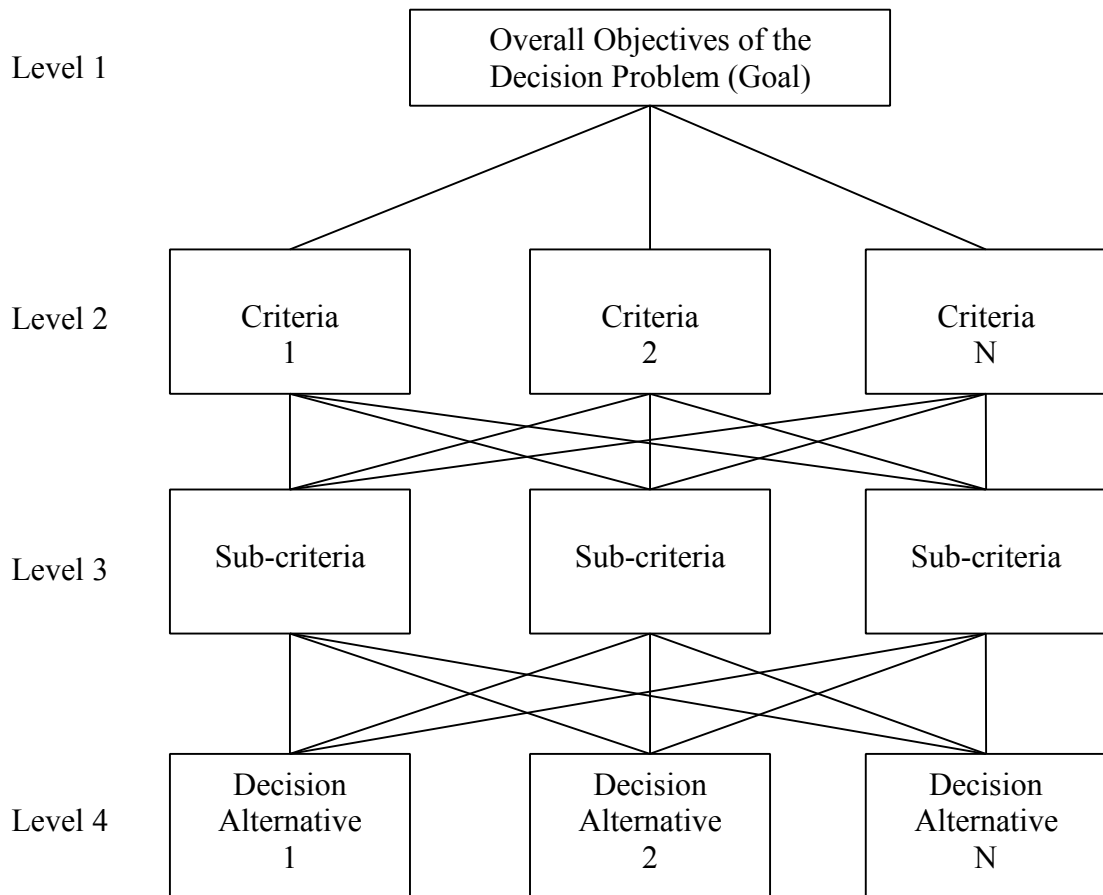 Level 1
Overall Objectives of the
Decision Problem (Goal)
Level 2
Criteria
1
Criteria
2
Criteria
N
Level 3
Sub-criteria
Sub-criteria
Sub-criteria
Level 4
Decision
Alternative
1
Decision
Alternative
2
Decision
Alternative
N